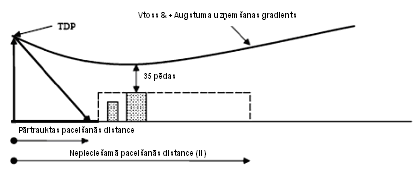 Vtoss & + Augstuma uzņemšanas gradients
TDP
35 pēdas
Pārtrauktas pacelšanās distance
Nepieciešamā pacelšanās distance (II)